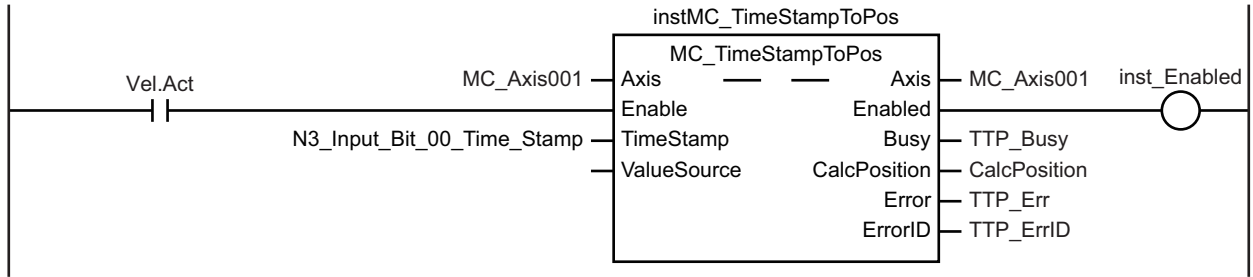 instMC_TimeStampToPos
MC_TimeStampToPos
Vel.Act
MC_Axis001 Axis Axis MC_Axis001 inst_Enabled
Enable Enabled
N3_Input_Bit_00_Time_Stamp TimeStamp Busy TTP_Busy
ValueSource CalcPosition CalcPosition
Error TTP_Err
ErrorID TTP_ErrID